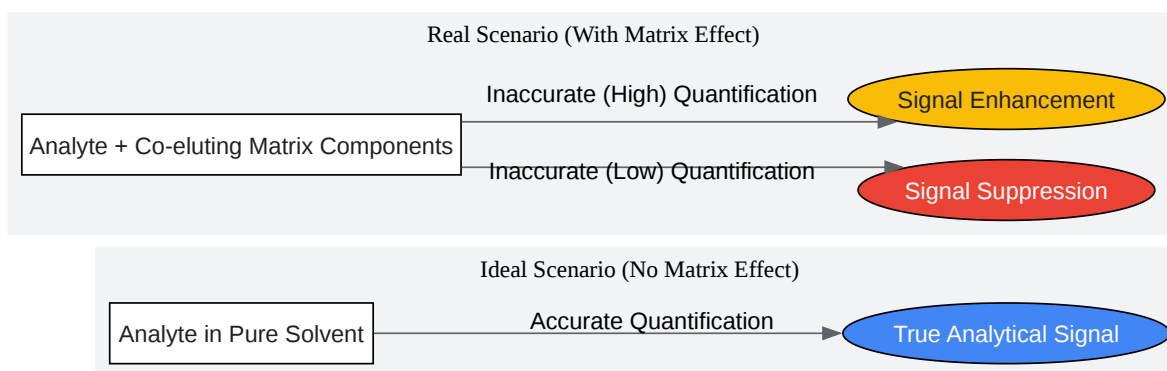 Real Scenario (With Matrix Effect)
Inaccurate (High) Quantification
Signal Enhancement
Analyte + Co-eluting Matrix Components
Inaccurate (Low) Quantification
Signal Suppression
Ideal Scenario (No Matrix Effect)
Analyte in Pure Solvent
Accurate Quantification
True Analytical Signal